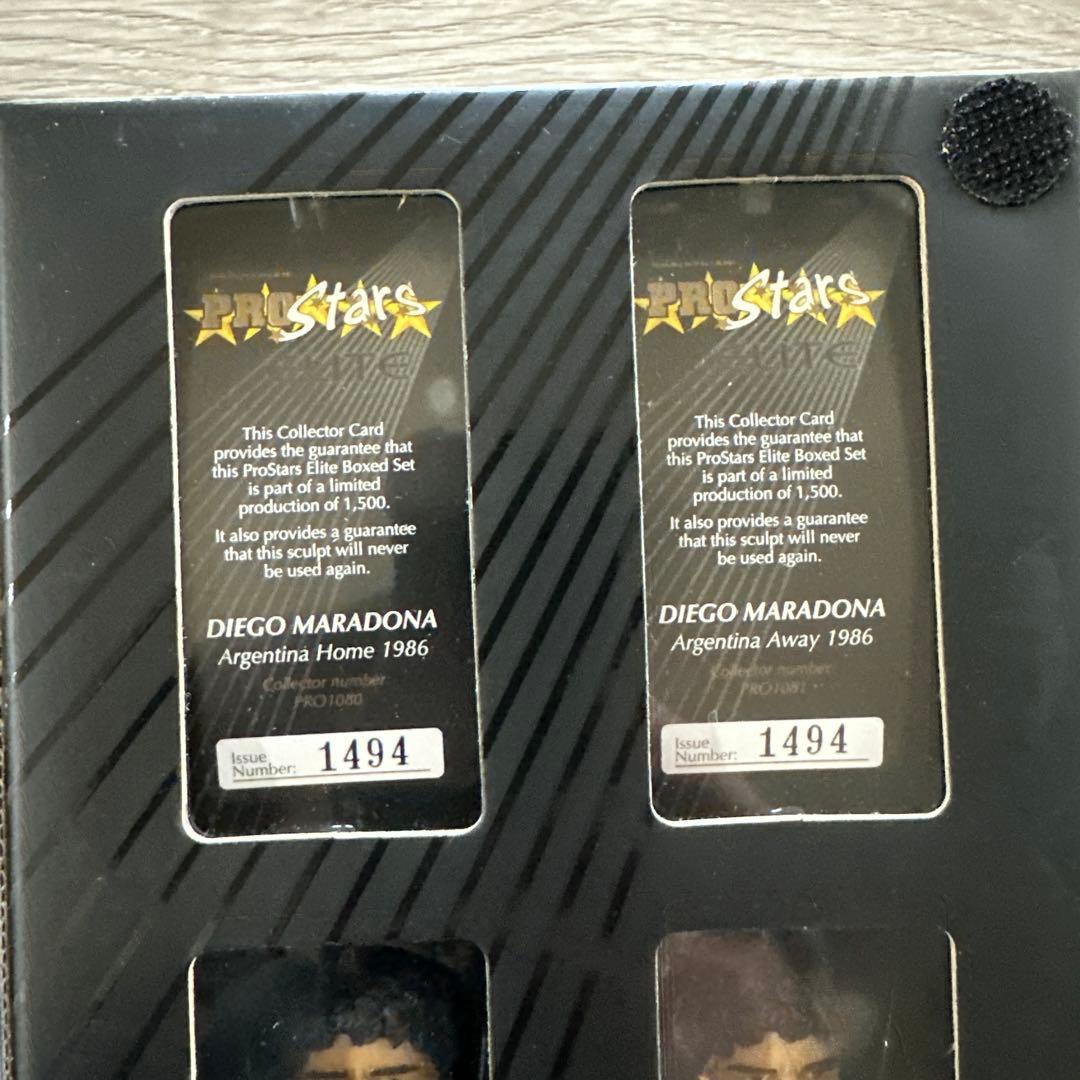 PROStars
This Collector Card
provides the guarantee that
this ProStars Elite Boxed Set
is part of a limited
production of 1,500.
It also provides a guarantee
that this sculpt will never
be used again.
DIEGO MARADONA
Argentina Home 1986
Collector number
PRO1080
Issue
Number: 1494
PROStars
This Collector Card
provides the guarantee that
this ProStars Elite Boxed Set
is part of a limited
production of 1,500.
It also provides a guarantee
that this sculpt will never
be used again.
DIEGO MARADONA
Argentina Away 1986
Collector number
PRO1081
Issue
Number: 1494